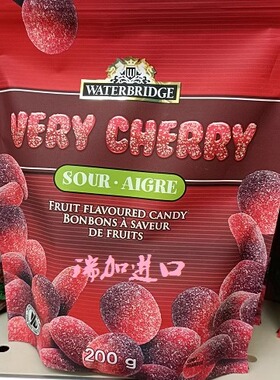 WATERBRIDGE
VERY CHERRY
SOUR · AIGRE
FRUIT FLAVOURED CANDY
BONBONS À SAVEUR
DE FRUITS
瑞加进口
200 g